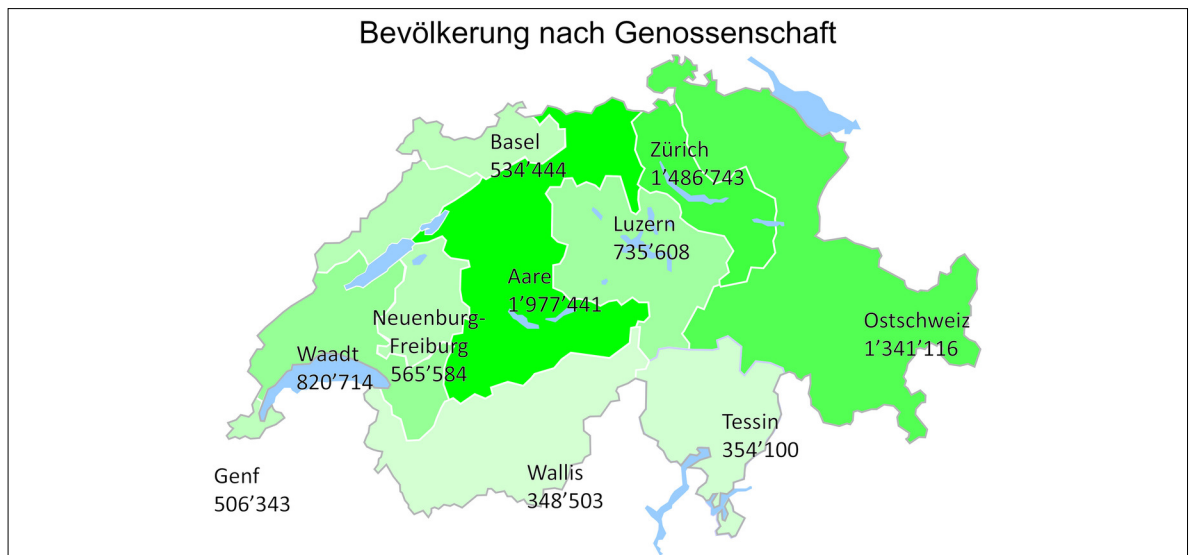 Bevölkerung nach Genossenschaft
Basel
534’444
Zürich
1’486’743
Luzern
735’608
Aare
1’977’441
Neuenburg-
Freiburg
565’584
Ostschweiz
1’341’116
Waadt
820’714
Tessin
354’100
Wallis
348’503
Genf
506’343